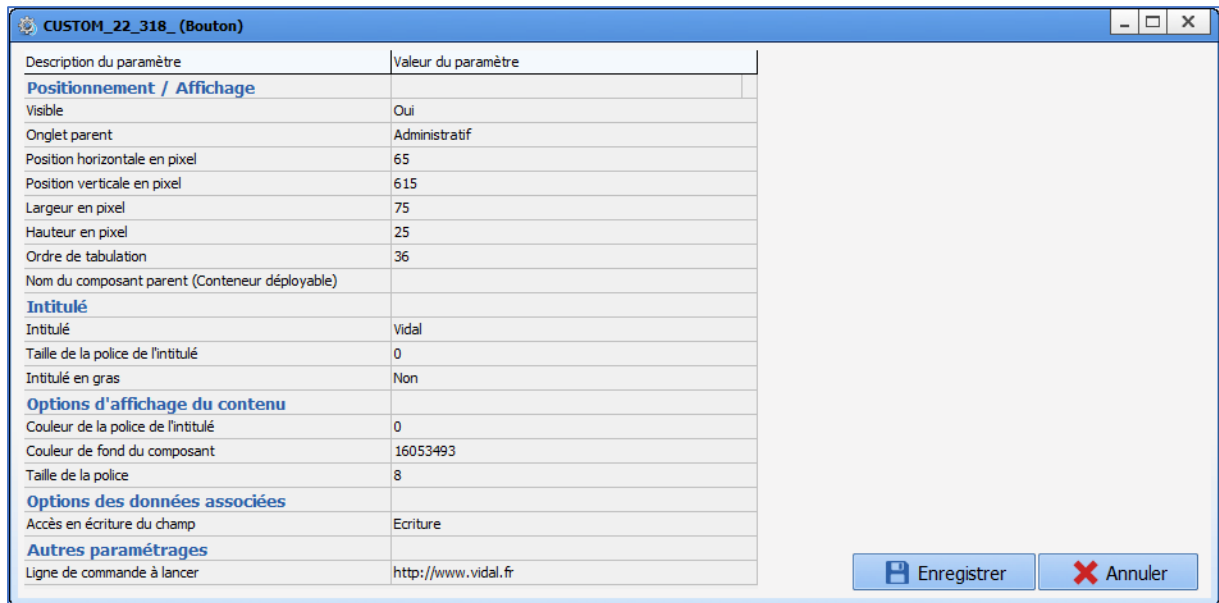 CUSTOM_22_318_ (Bouton)
Description du paramètre Valeur du paramètre
Positionnement / Affichage
Visible Oui
Onglet parent Administratif
Position horizontale en pixel 65
Position verticale en pixel 615
Largeur en pixel 75
Hauteur en pixel 25
Ordre de tabulation 36
Nom du composant parent (Conteneur déployable)
Intitulé
Intitulé Vidal
Taille de la police de l'intitulé 0
Intitulé en gras Non
Options d'affichage du contenu
Couleur de la police de l'intitulé 0
Couleur de fond du composant 16053493
Taille de la police 8
Options des données associées
Accès en écriture du champ Ecriture
Autres paramétrages
Ligne de commande à lancer http://www.vidal.fr
Enregistrer Annuler